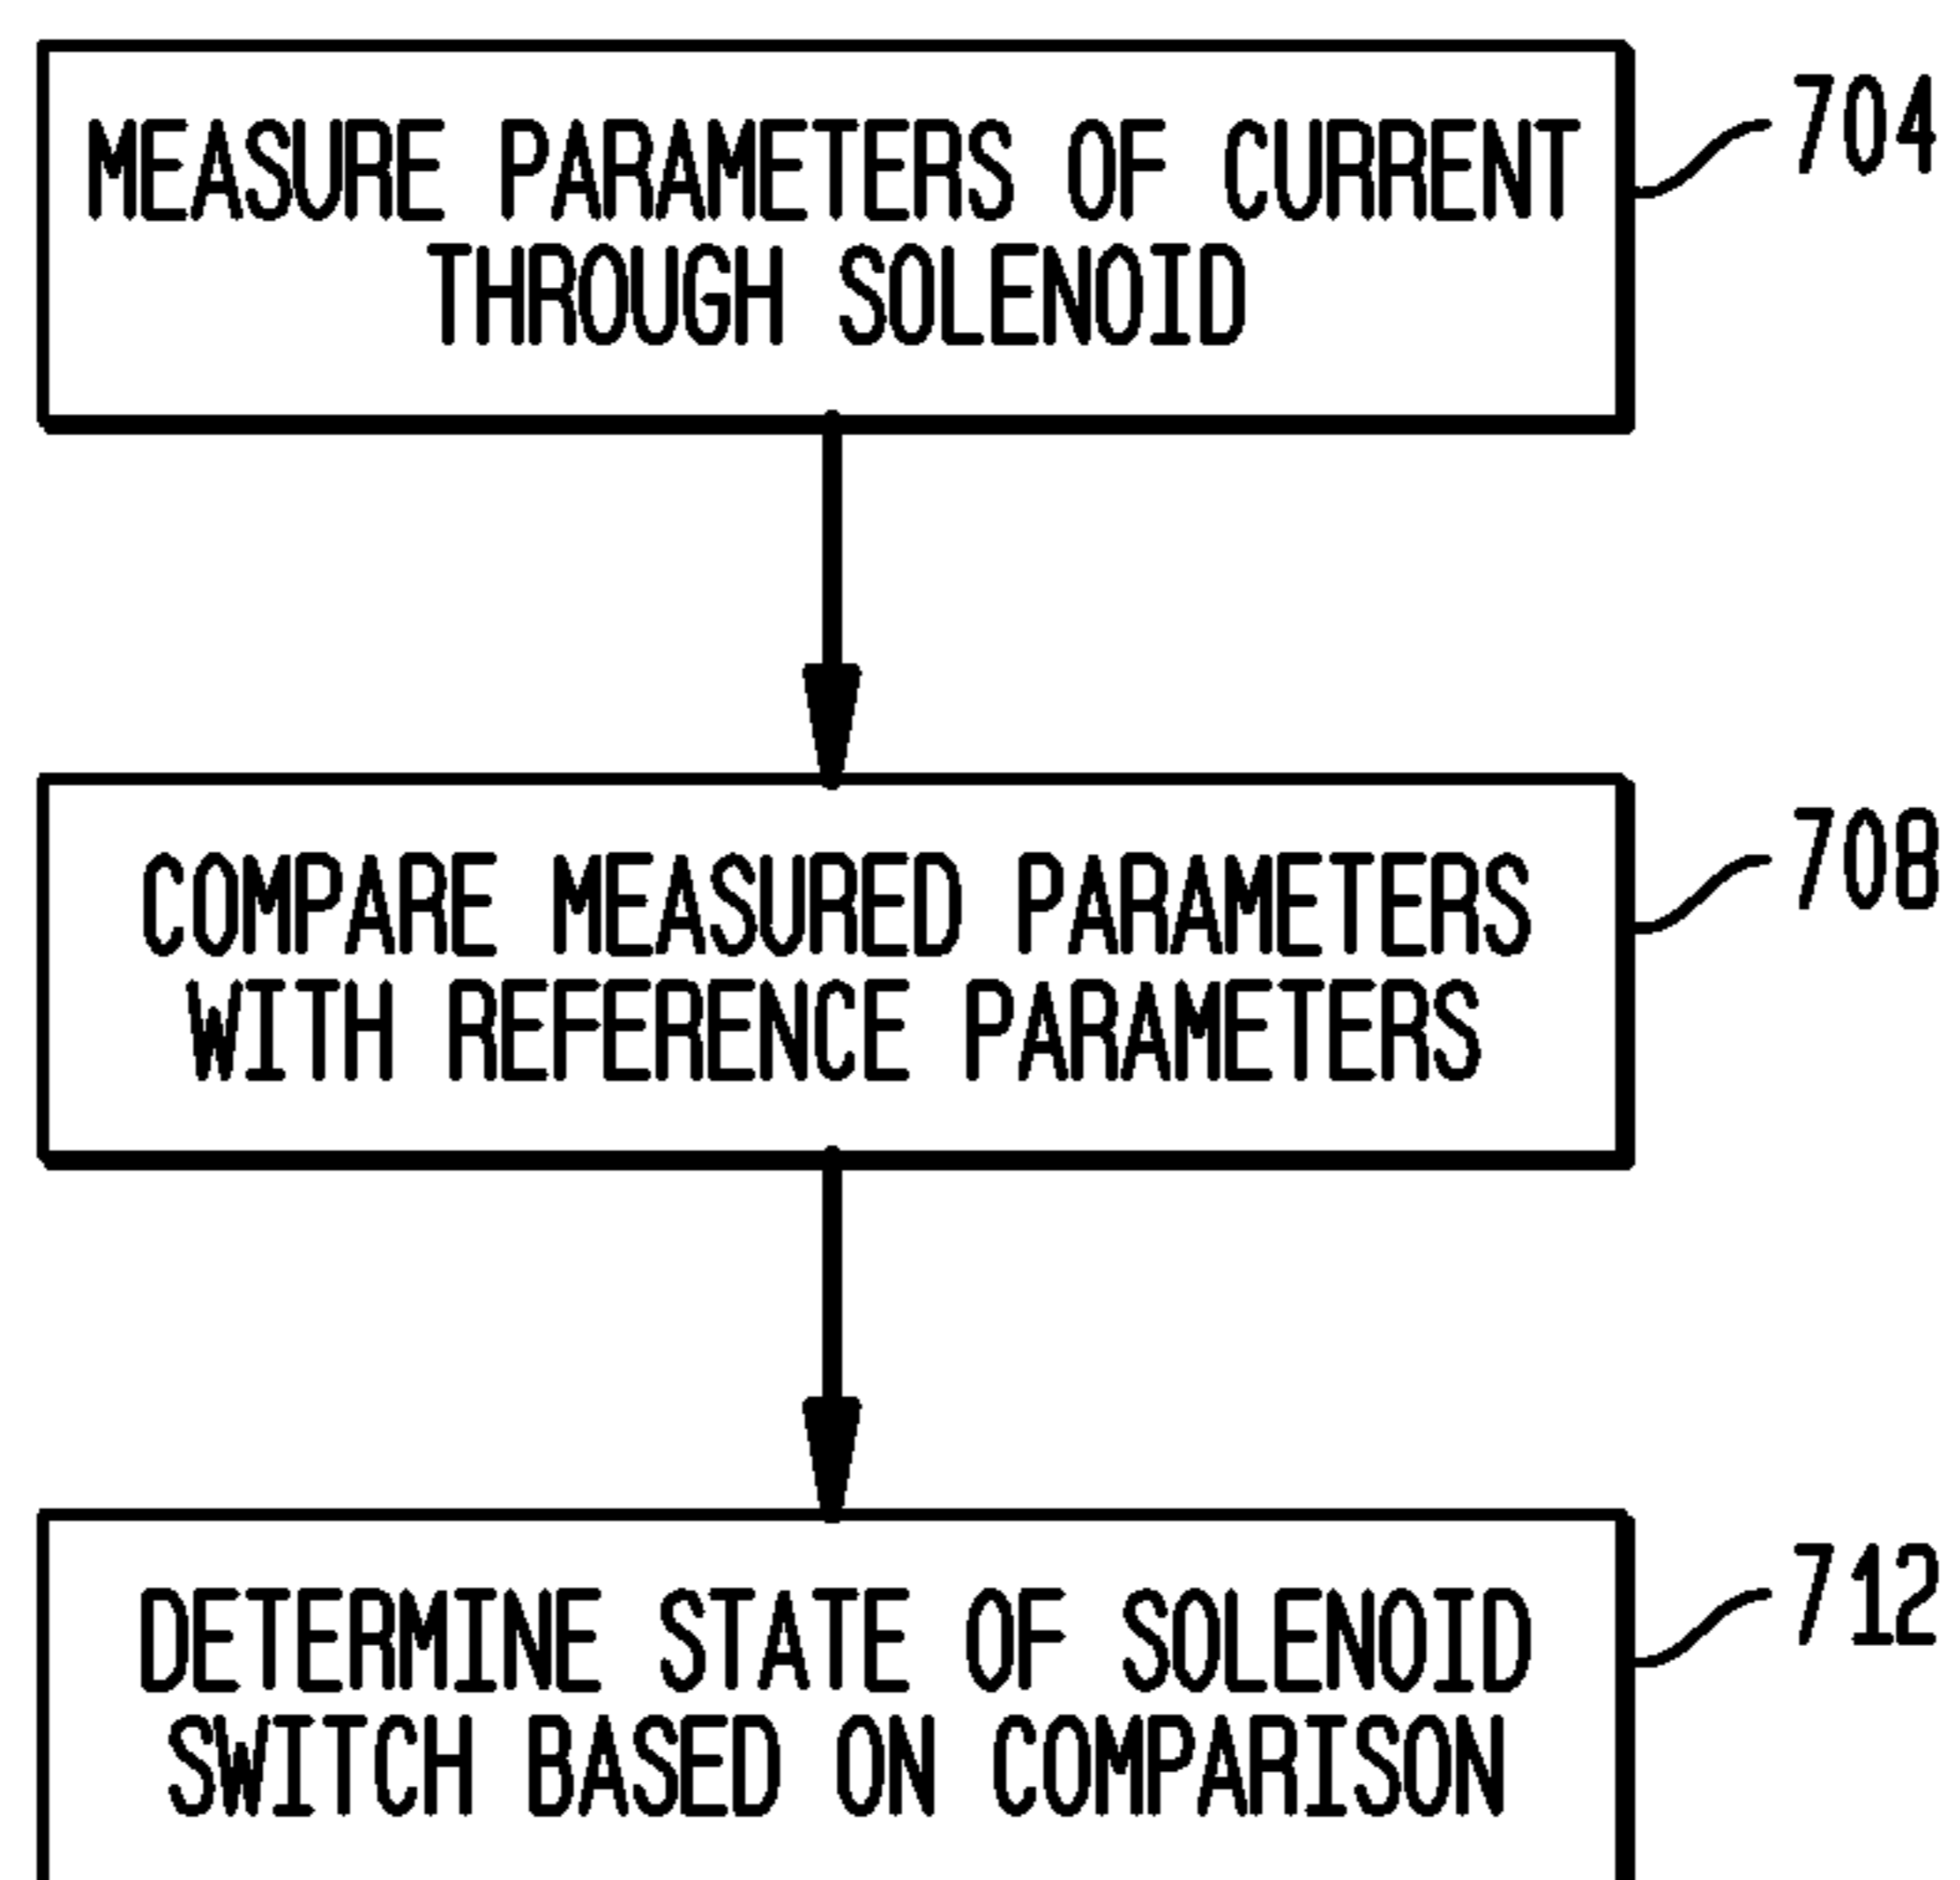 MEASURE PARAMETERS OF CURRENT
THROUGH SOLENOID
704
COMPARE MEASURED PARAMETERS
WITH REFERENCE PARAMETERS
708
DETERMINE STATE OF SOLENOID
SWITCH BASED ON COMPARISON
712